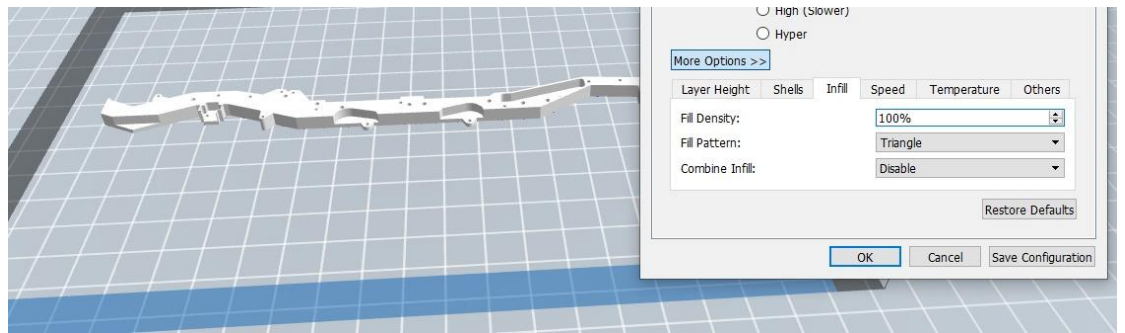 High (Slower)
Hyper
More Options >>
Layer Height Shells Infill Speed Temperature Others
Fill Density: 100%
Fill Pattern: Triangle
Combine Infill: Disable
Restore Defaults
OK Cancel Save Configuration